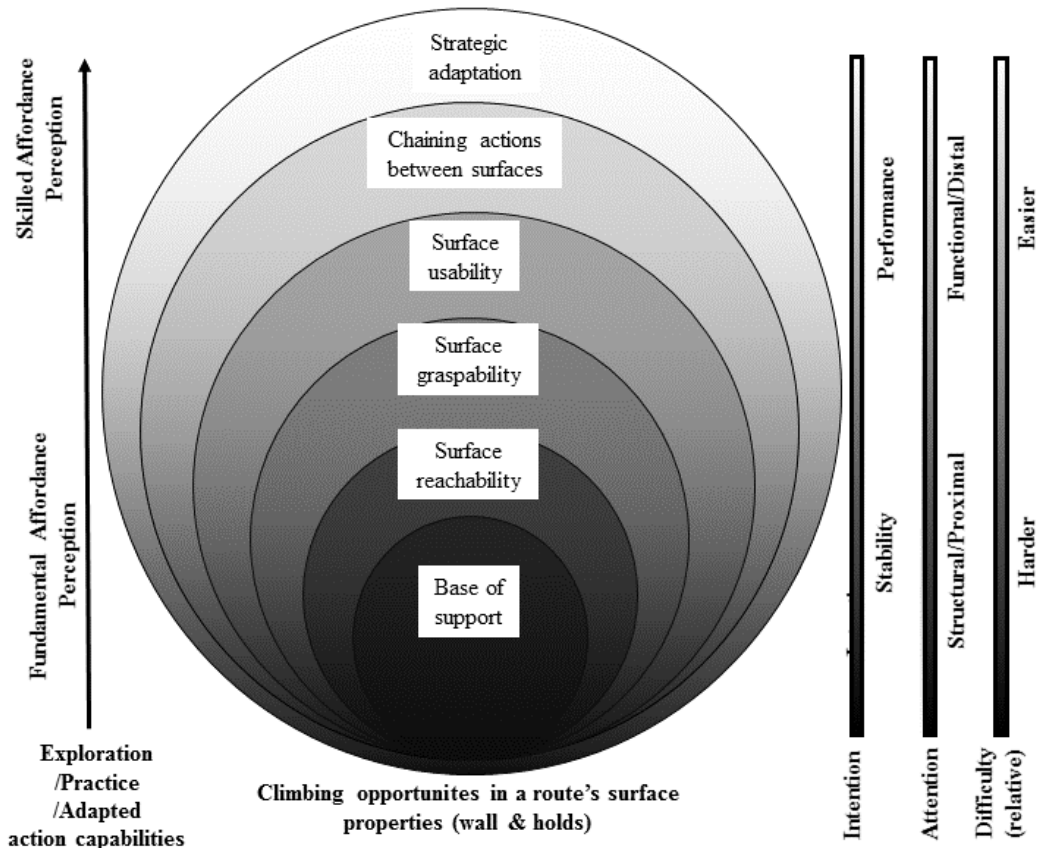 Strategic
adaptation
Chaining actions
between surfaces
Surface
usability
Surface
graspability
Surface
reachability
Base of
support
Skilled Affordance
Perception
Fundamental Affordance
Perception
Exploration
/Practice
/Adapted
action capabilities
Climbing opportunites in a route's surface
properties (wall & holds)
Performance
Stability
Intention
Functional/Distal
Structural/Proximal
Attention
Easier
Harder
Difficulty
(relative)